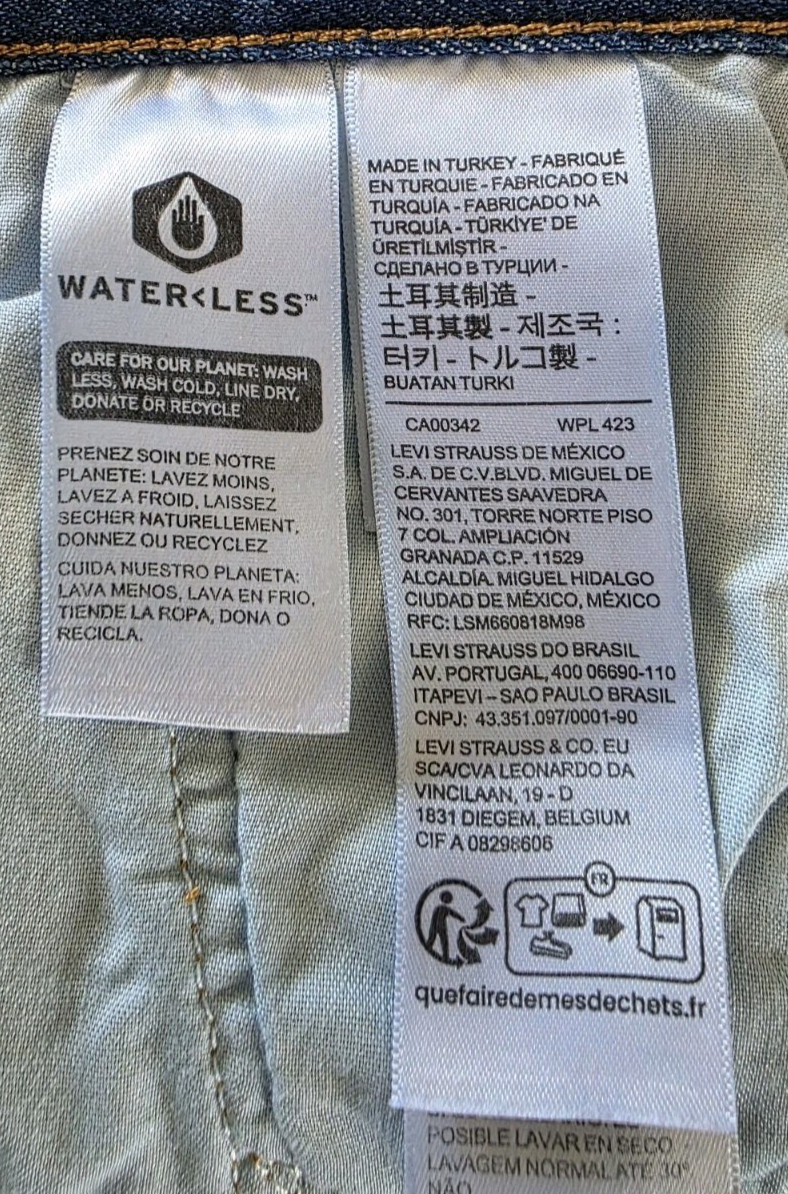 WATER<LESS™
CARE FOR OUR PLANET: WASH
LESS, WASH COLD, LINE DRY,
DONATE OR RECYCLE
PRENEZ SOIN DE NOTRE
PLANETE: LAVEZ MOINS,
LAVEZ A FROID, LAISSEZ
SECHER NATURELLEMENT,
DONNEZ OU RECYCLEZ
CUIDA NUESTRO PLANETA:
LAVA MENOS, LAVA EN FRIO,
TIENDE LA ROPA, DONA O
RECICLA.
MADE IN TURKEY - FABRIQUÉ
EN TURQUIE - FABRICADO EN
TURQUÍA - FABRICADO NA
TURQUÍA - TÜRKİYE' DE
ÜRETİLMİŞTİR -
СДЕЛАНО В ТУРЦИИ -
土耳其制造 -
土耳其製 - 제조국 :
터키 - トルコ製 -
BUATAN TURKI
CA00342 WPL 423
LEVI STRAUSS DE MÉXICO
S.A. DE C.V.BLVD. MIGUEL DE
CERVANTES SAAVEDRA
NO. 301, TORRE NORTE PISO
7 COL. AMPLIACIÓN
GRANADA C.P. 11529
ALCALDÍA. MIGUEL HIDALGO
CIUDAD DE MÉXICO, MÉXICO
RFC: LSM660818M98
LEVI STRAUSS DO BRASIL
AV. PORTUGAL, 400 06690-110
ITAPEVI – SAO PAULO BRASIL
CNPJ: 43.351.097/0001-90
LEVI STRAUSS & CO. EU
SCA/CVA LEONARDO DA
VINCILAAN, 19 - D
1831 DIEGEM, BELGIUM
CIF A 08298606
FR
quefairedemesdechets.fr
POSIBLE LAVAR EN SECO
LAVAGEM NORMAL ATÉ 30°
NÃO